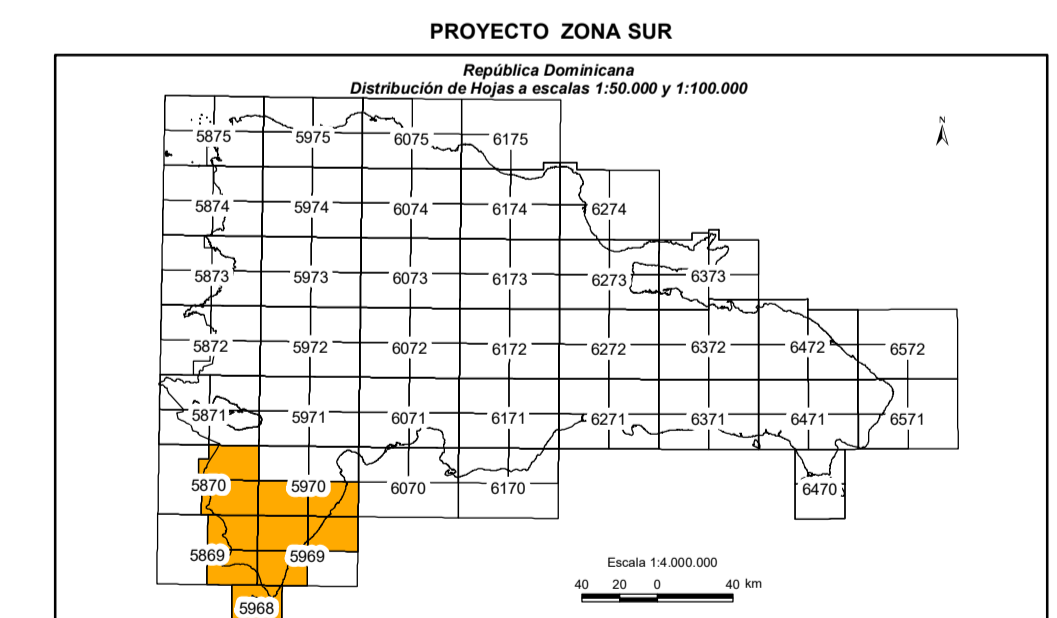 PROYECTO ZONA SUR
República Dominicana
Distribución de Hojas a escalas 1:50.000 y 1:100.000
N
5875 5975 6075 6175
5874 5974 6074 6174 6274
5873 5973 6073 6173 6273 6373
5872 5972 6072 6172 6272 6372 6472 6572
5871 5971 6071 6171 6271 6371 6471 6571
5870 5970 6070 6170 6470
5869 5969
Escala 1:4.000.000
40 20 0 40 km
5968